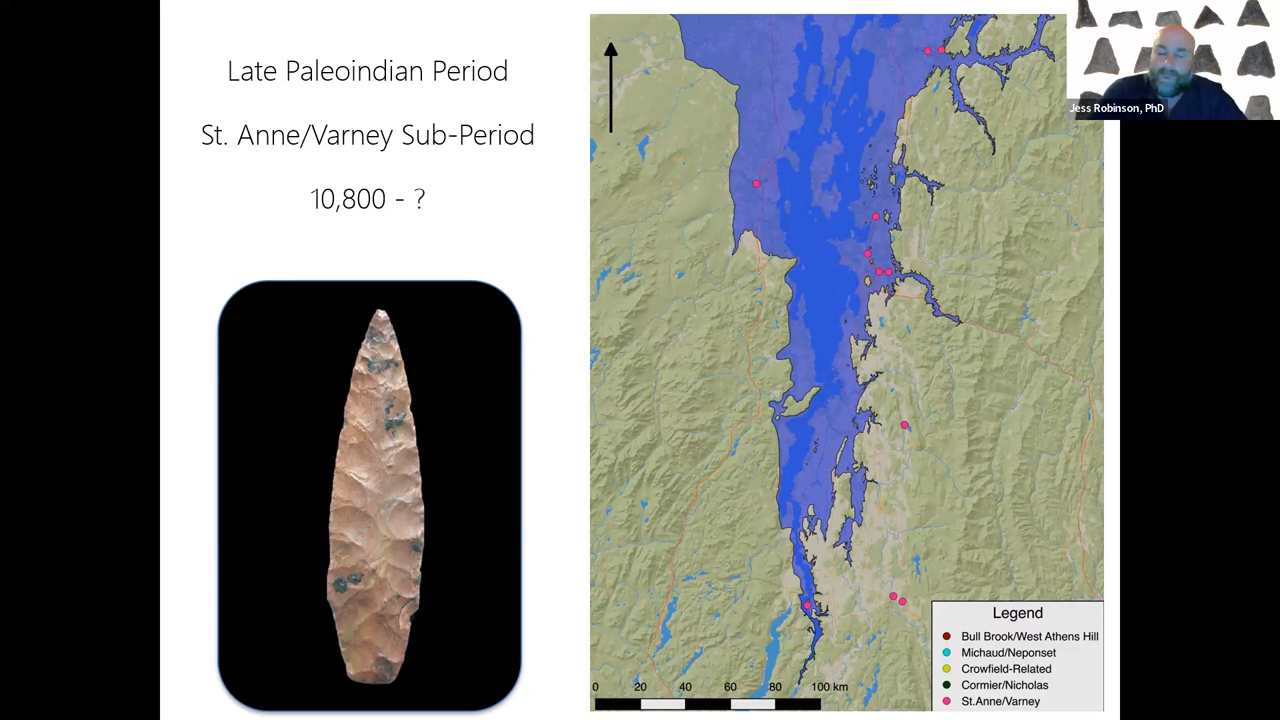 Late Paleoindian Period
St. Anne/Varney Sub-Period
10,800 - ?
Jess Robinson, PhD
0 20 40 60 80 100 km
Legend
Bull Brook/West Athens Hill
Michaud/Neponset
Crowfield-Related
Cormier/Nicholas
St.Anne/Varney